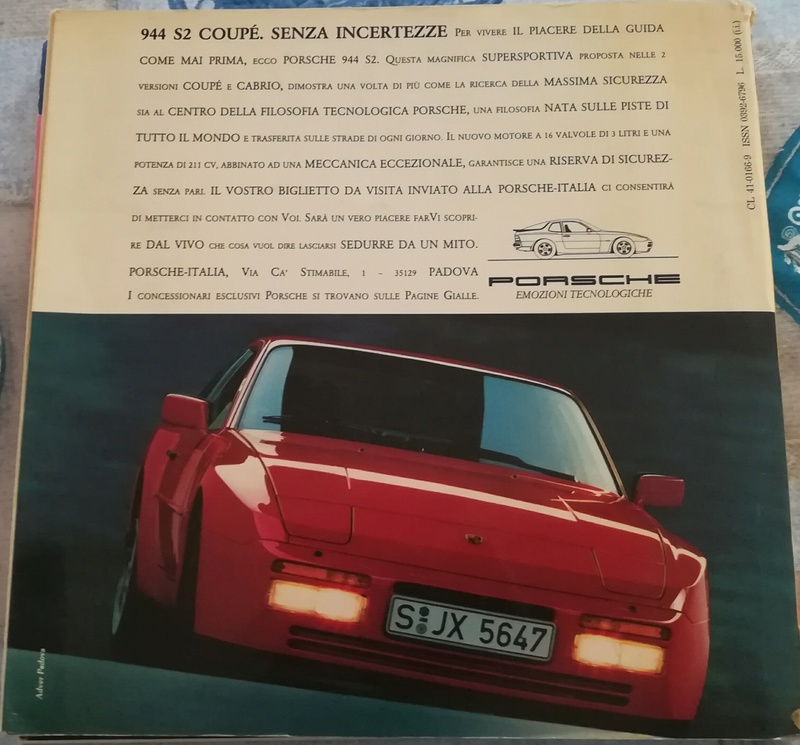 944 S2 COUPÉ. SENZA INCERTEZZE PER VIVERE IL PIACERE DELLA GUIDA
COME MAI PRIMA, ECCO PORSCHE 944 S2. QUESTA MAGNIFICA SUPERSPORTIVA PROPOSTA NELLE 2
VERSIONI COUPÉ E CABRIO, DIMOSTRA UNA VOLTA DI PIÙ COME LA RICERCA DELLA MASSIMA SICUREZZA
SIA AL CENTRO DELLA FILOSOFIA TECNOLOGICA PORSCHE, UNA FILOSOFIA NATA SULLE PISTE DI
TUTTO IL MONDO E TRASFERITA SULLE STRADE DI OGNI GIORNO. IL NUOVO MOTORE A 16 VALVOLE DI 3 LITRI E UNA
POTENZA DI 211 CV, ABBINATO AD UNA MECCANICA ECCEZIONALE, GARANTISCE UNA RISERVA DI SICUREZ-
ZA SENZA PARI. IL VOSTRO BIGLIETTO DA VISITA INVIATO ALLA PORSCHE-ITALIA CI CONSENTIRÀ
DI METTERCI IN CONTATTO CON VOI. SARÀ UN VERO PIACERE FARVI SCOPRI-
RE DAL VIVO CHE COSA VUOL DIRE LASCIARSI SEDURRE DA UN MITO.
PORSCHE-ITALIA, VIA CA' STIMABILE, 1 - 35129 PADOVA
I CONCESSIONARI ESCLUSIVI PORSCHE SI TROVANO SULLE PAGINE GIALLE.
PORSCHE
EMOZIONI TECNOLOGICHE
CL 41-0166-9 ISSN 0392-6796 L. 15.000 (i.i.)
S JX 5647
Adver Padova